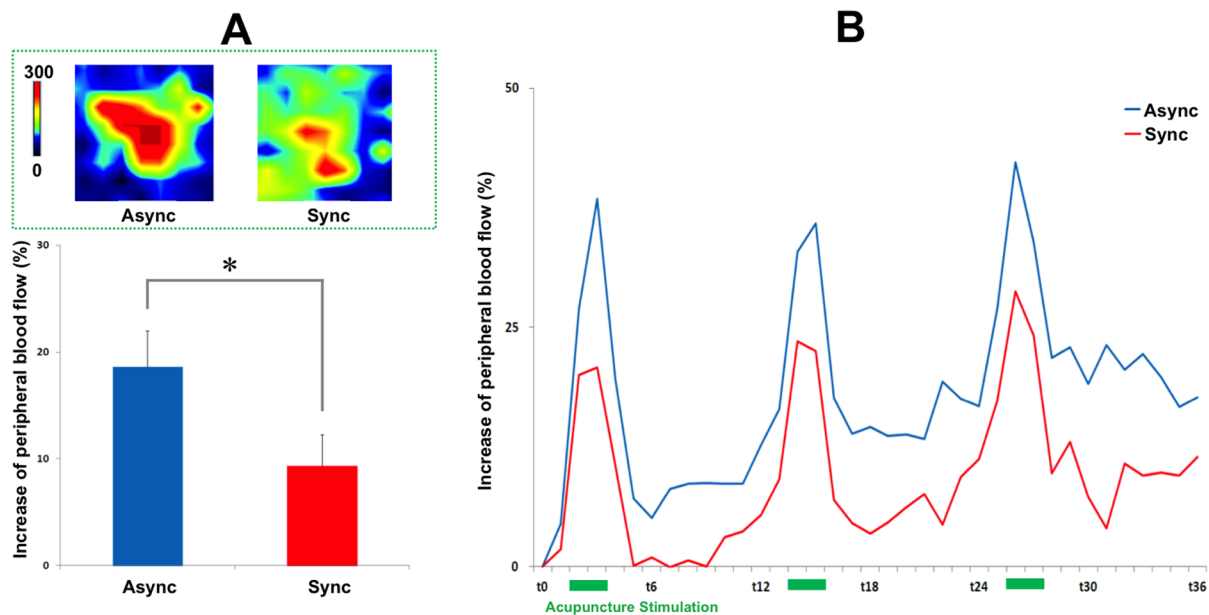 A
300
0
Async
Sync
Increase of peripheral blood flow (%)
30
20
10
0
*
Async
Sync
B
Increase of peripheral blood flow (%)
50
25
0
Async
Sync
t0 t6 t12 t18 t24 t30 t36
Acupuncture Stimulation